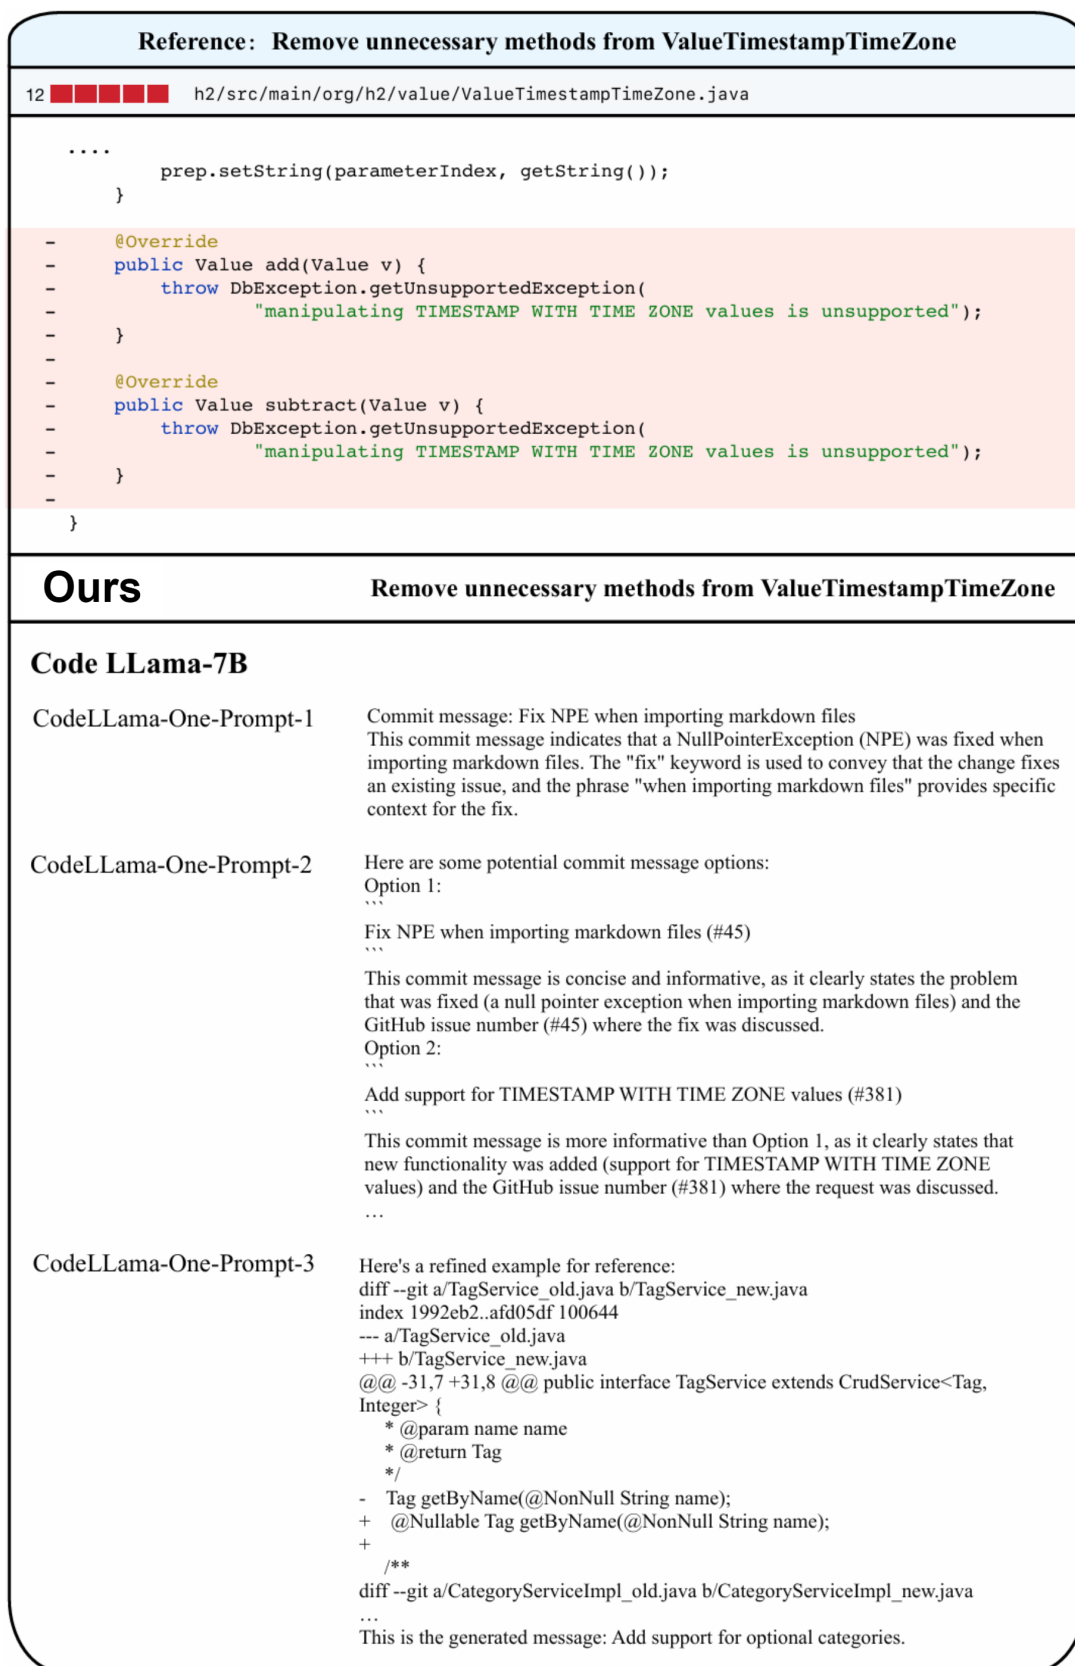 Reference: Remove unnecessary methods from ValueTimestampTimeZone
12 h2/src/main/org/h2/value/ValueTimestampTimeZone.java
....
        prep.setString(parameterIndex, getString());
    }
-    @Override
-    public Value add(Value v) {
-        throw DbException.getUnsupportedException(
-                "manipulating TIMESTAMP WITH TIME ZONE values is unsupported");
-    }
-
-    @Override
-    public Value subtract(Value v) {
-        throw DbException.getUnsupportedException(
-                "manipulating TIMESTAMP WITH TIME ZONE values is unsupported");
-    }
-
}
Ours Remove unnecessary methods from ValueTimestampTimeZone
Code LLama-7B
CodeLLama-One-Prompt-1
Commit message: Fix NPE when importing markdown files
This commit message indicates that a NullPointerException (NPE) was fixed when
importing markdown files. The "fix" keyword is used to convey that the change fixes
an existing issue, and the phrase "when importing markdown files" provides specific
context for the fix.
CodeLLama-One-Prompt-2
Here are some potential commit message options:
Option 1:
```
Fix NPE when importing markdown files (#45)
```
This commit message is concise and informative, as it clearly states the problem
that was fixed (a null pointer exception when importing markdown files) and the
GitHub issue number (#45) where the fix was discussed.
Option 2:
```
Add support for TIMESTAMP WITH TIME ZONE values (#381)
```
This commit message is more informative than Option 1, as it clearly states that
new functionality was added (support for TIMESTAMP WITH TIME ZONE
values) and the GitHub issue number (#381) where the request was discussed.
…
CodeLLama-One-Prompt-3
Here's a refined example for reference:
diff --git a/TagService_old.java b/TagService_new.java
index 1992eb2..afd05df 100644
--- a/TagService_old.java
+++ b/TagService_new.java
@@ -31,7 +31,8 @@ public interface TagService extends CrudService<Tag,
Integer> {
    * @param name name
    * @return Tag
    */
-   Tag getByName(@NonNull String name);
+   @Nullable Tag getByName(@NonNull String name);
+
    /**
diff --git a/CategoryServiceImpl_old.java b/CategoryServiceImpl_new.java
…
This is the generated message: Add support for optional categories.